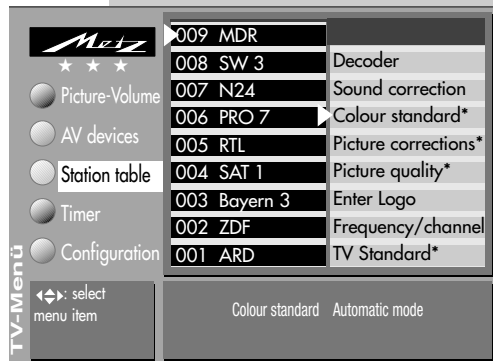 Metz
Picture-Volume
AV devices
Station table
Timer
Configuration
TV-Menü
009 MDR
008 SW 3
007 N24
006 PRO 7
005 RTL
004 SAT 1
003 Bayern 3
002 ZDF
001 ARD
Decoder
Sound correction
Colour standard*
Picture corrections*
Picture quality*
Enter Logo
Frequency/channel
TV Standard*
: select
menu item
Colour standard Automatic mode